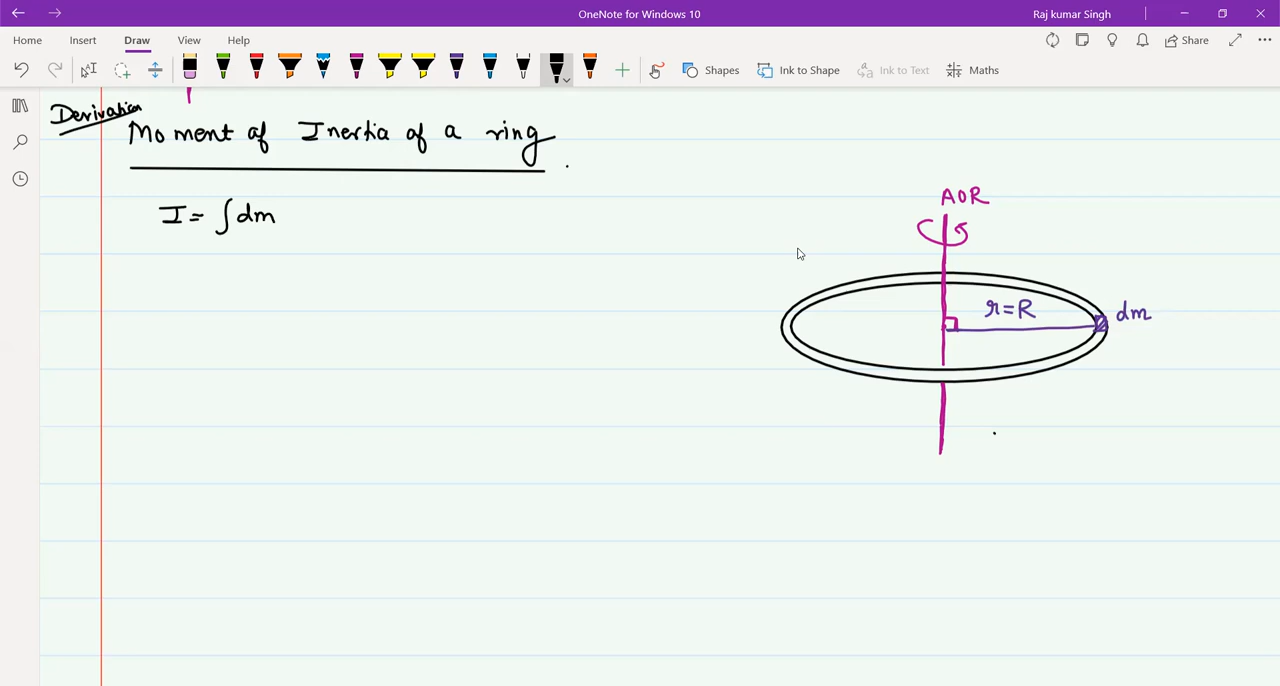 OneNote for Windows 10
Raj kumar Singh
Home Insert Draw View Help
Share
Shapes Ink to Shape Ink to Text Maths
Derivation
Moment of Inertia of a ring
I = ∫ dm
AOR
r=R
dm